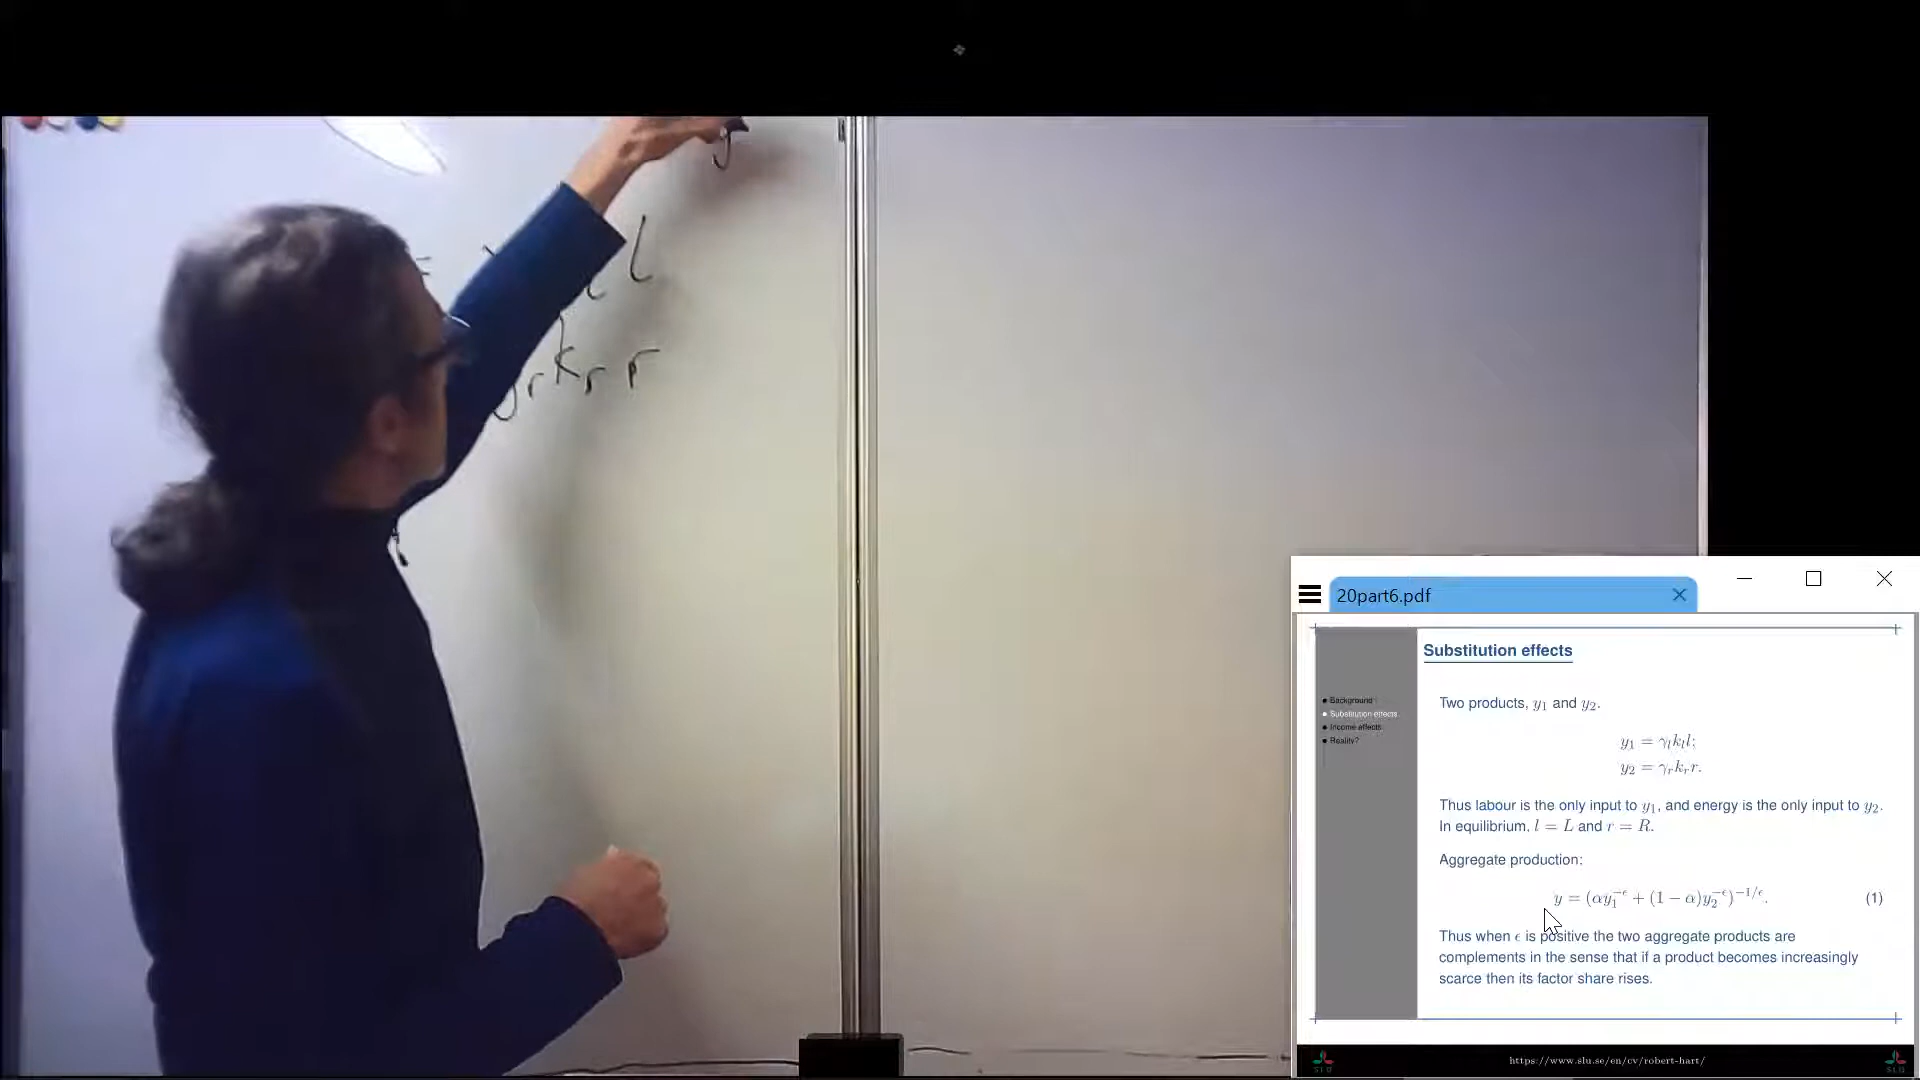 y
= γ l l
γr kr r
20part6.pdf
Substitution effects
Background
Substitution effects
Income effects
Reality?
Two products, y₁ and y₂.
y₁ = γₗkₗl;
y₂ = γᵣkᵣr.
Thus labour is the only input to y₁, and energy is the only input to y₂.
In equilibrium, l = L and r = R.
Aggregate production:
y = (αy₁^{−ϵ} + (1 − α)y₂^{−ϵ})^{−1/ϵ}. (1)
Thus when ϵ is positive the two aggregate products are
complements in the sense that if a product becomes increasingly
scarce then its factor share rises.
SLU
https://www.slu.se/en/cv/robert-hart/
SLU